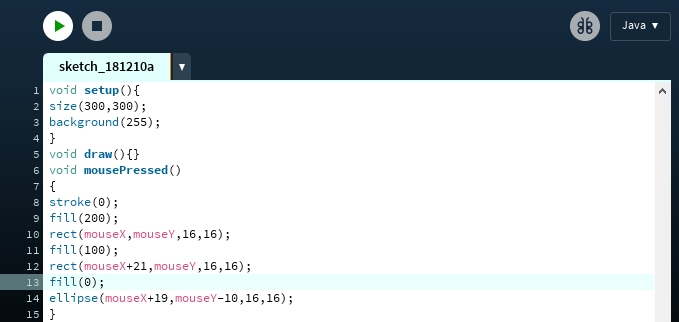 Java ▼
sketch_181210a ▼
1 void setup(){
2 size(300,300);
3 background(255);
4 }
5 void draw(){}
6 void mousePressed()
7 {
8 stroke(0);
9 fill(200);
10 rect(mouseX,mouseY,16,16);
11 fill(100);
12 rect(mouseX+21,mouseY,16,16);
13 fill(0);
14 ellipse(mouseX+19,mouseY-10,16,16);
15 }